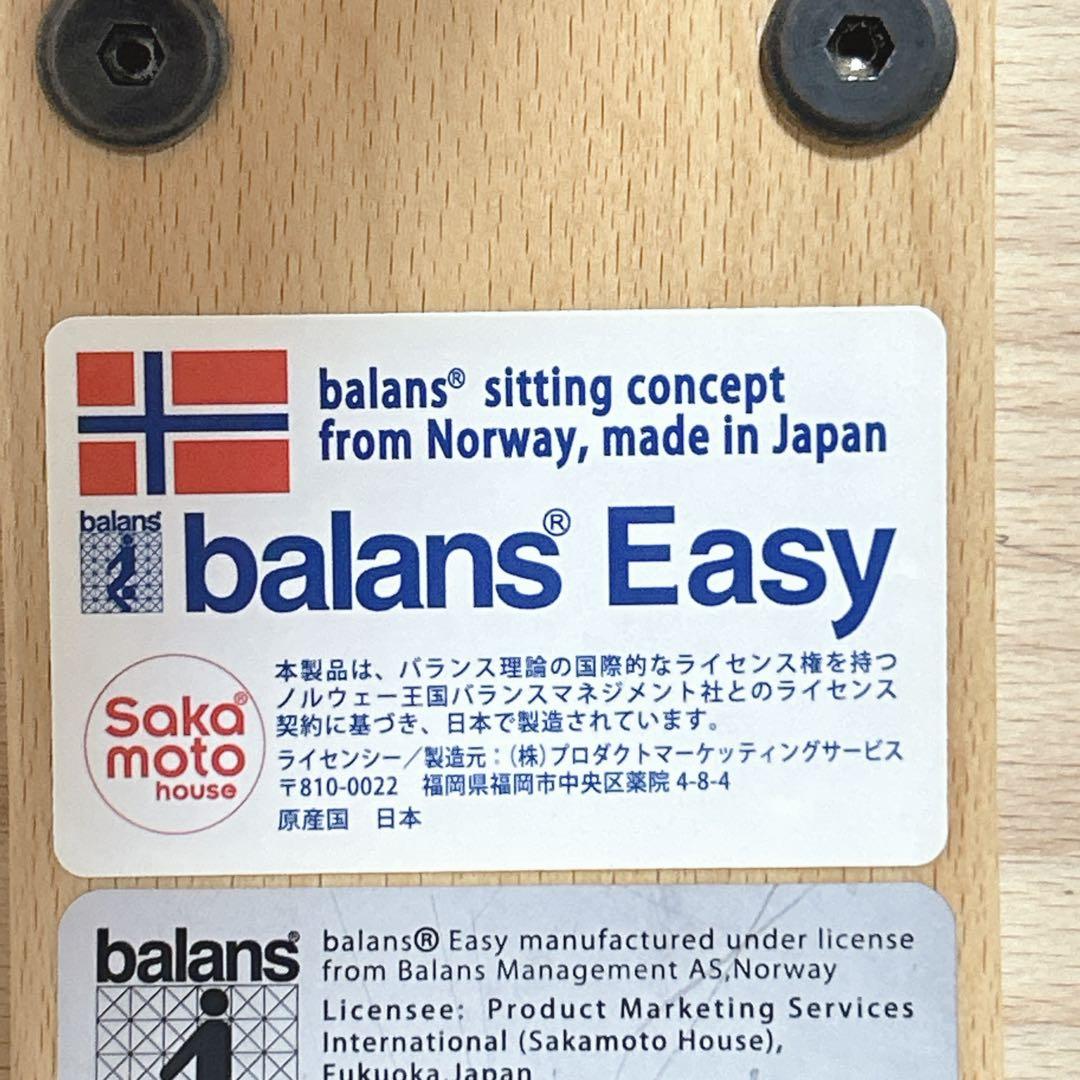 balans® sitting concept
from Norway, made in Japan
balans
balans® Easy
本製品は、バランス理論の国際的なライセンス権を持つ
ノルウェー王国バランスマネジメント社とのライセンス
契約に基づき、日本で製造されています。
Saka®
moto
house
ライセンシー／製造元：(株)プロダクトマーケッティングサービス
〒810-0022 福岡県福岡市中央区薬院 4-8-4
原産国 日本
balans®
balans® Easy manufactured under license
from Balans Management AS,Norway
Licensee: Product Marketing Services
International (Sakamoto House),
Fukuoka,Japan